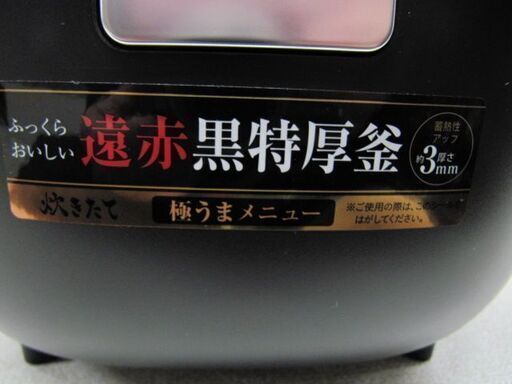 ふっくら
おいしい
遠赤黒特厚釜
蓄熱性
アップ
約3mm
厚さ
炊きたて
極うまメニュー
※ご使用の際は、このシールを
はがしてください。